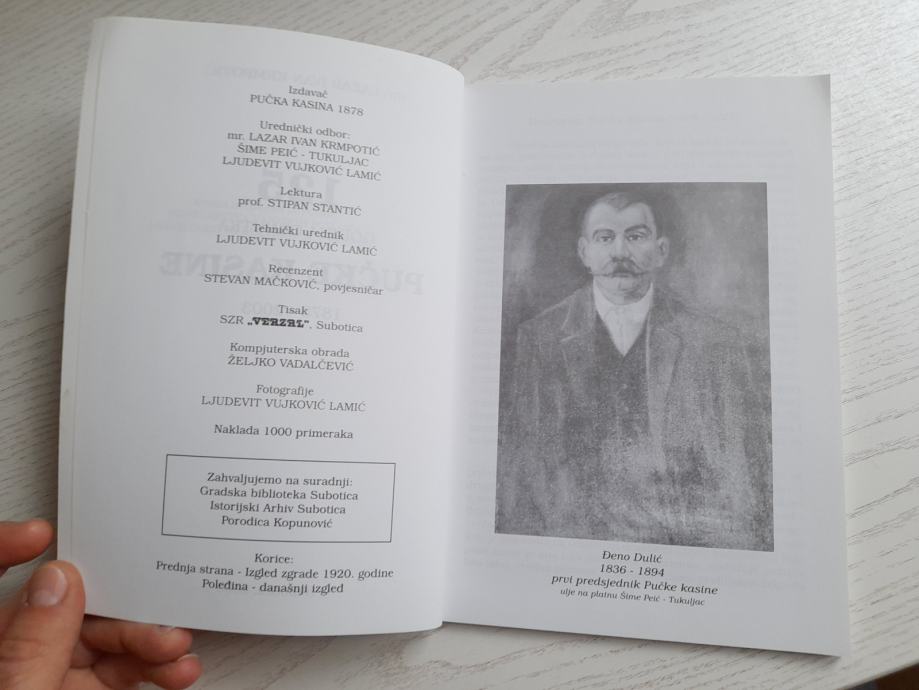 Izdavač
PUČKA KASINA 1878
Urednički odbor:
mr. LAZAR IVAN KRMPOTIĆ
ŠIME PEIĆ - TUKULJAC
LJUDEVIT VUJKOVIĆ LAMIĆ
Lektura
prof. STIPAN STANTIĆ
Tehnički urednik
LJUDEVIT VUJKOVIĆ LAMIĆ
Recenzent
STEVAN MAČKOVIĆ, povjesničar
Tisak
SZR „VERZAL", Subotica
Kompjuterska obrada
ŽELJKO VADALČEVIĆ
Fotografije
LJUDEVIT VUJKOVIĆ LAMIĆ
Naklada 1000 primeraka
Zahvaljujemo na suradnji:
Gradska biblioteka Subotica
Istorijski Arhiv Subotica
Porodica Kopunović
Korice:
Prednja strana - Izgled zgrade 1920. godine
Poleđina - današnji izgled
Đeno Dulić
1836 - 1894
prvi predsjednik Pučke kasine
ulje na platnu Šime Peić - Tukuljac